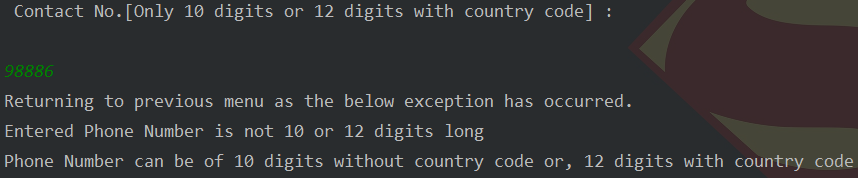 Contact No.[Only 10 digits or 12 digits with country code] :
98886
Returning to previous menu as the below exception has occurred.
Entered Phone Number is not 10 or 12 digits long
Phone Number can be of 10 digits without country code or, 12 digits with country code